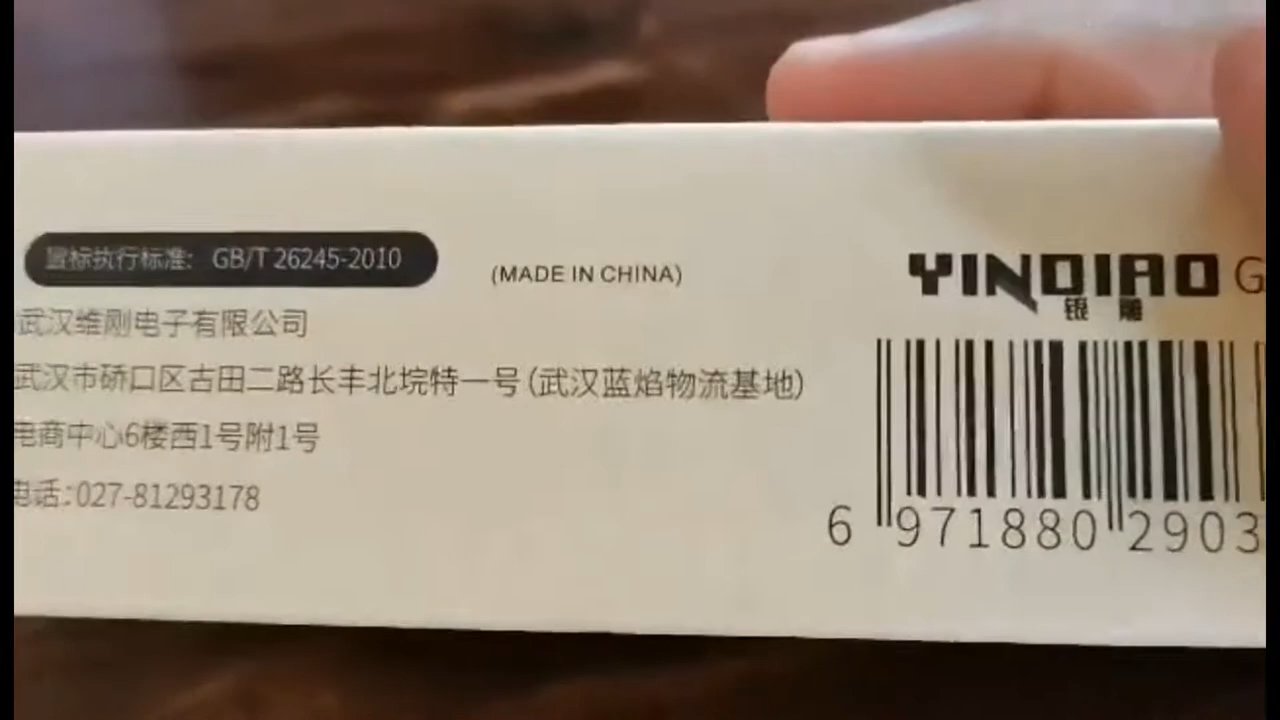 执行标准: GB/T 26245-2010
(MADE IN CHINA)
武汉维刚电子有限公司
武汉市硚口区古田二路长丰北垸特一号(武汉蓝焰物流基地)
电商中心6楼西1号附1号
电话:027-81293178
YINDIAO G
银雕
6 971880 2903